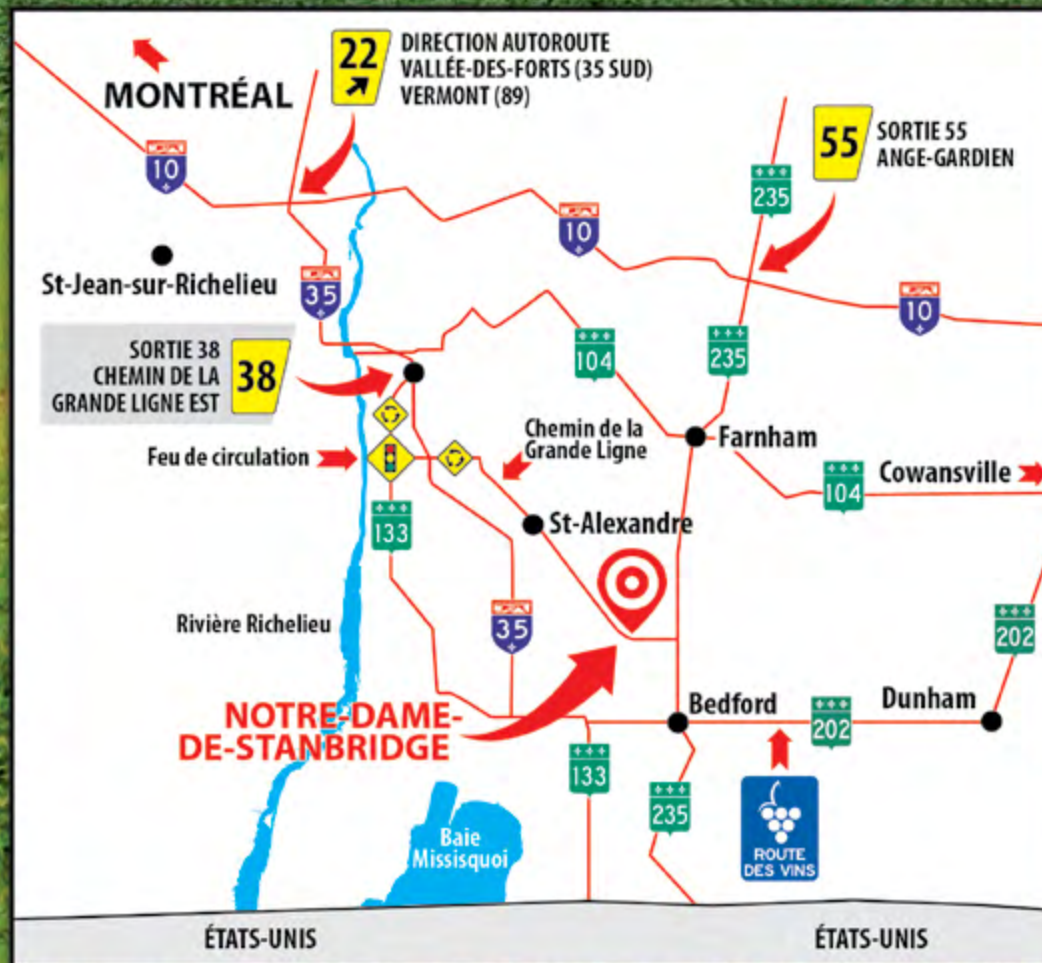 22
DIRECTION AUTOROUTE
VALLÉE-DES-FORTS (35 SUD)
VERMONT (89)
MONTRÉAL
55
SORTIE 55
ANGE-GARDIEN
10
235
10
St-Jean-sur-Richelieu
35
10
SORTIE 38
CHEMIN DE LA
GRANDE LIGNE EST
38
104
235
Chemin de la
Grande Ligne
Farnham
Feu de circulation
Cowansville
104
133
St-Alexandre
Rivière Richelieu
35
202
NOTRE-DAME-
DE-STANBRIDGE
Bedford
202
Dunham
133
235
Baie
Missisquoi
ROUTE
DES VINS
ÉTATS-UNIS
ÉTATS-UNIS